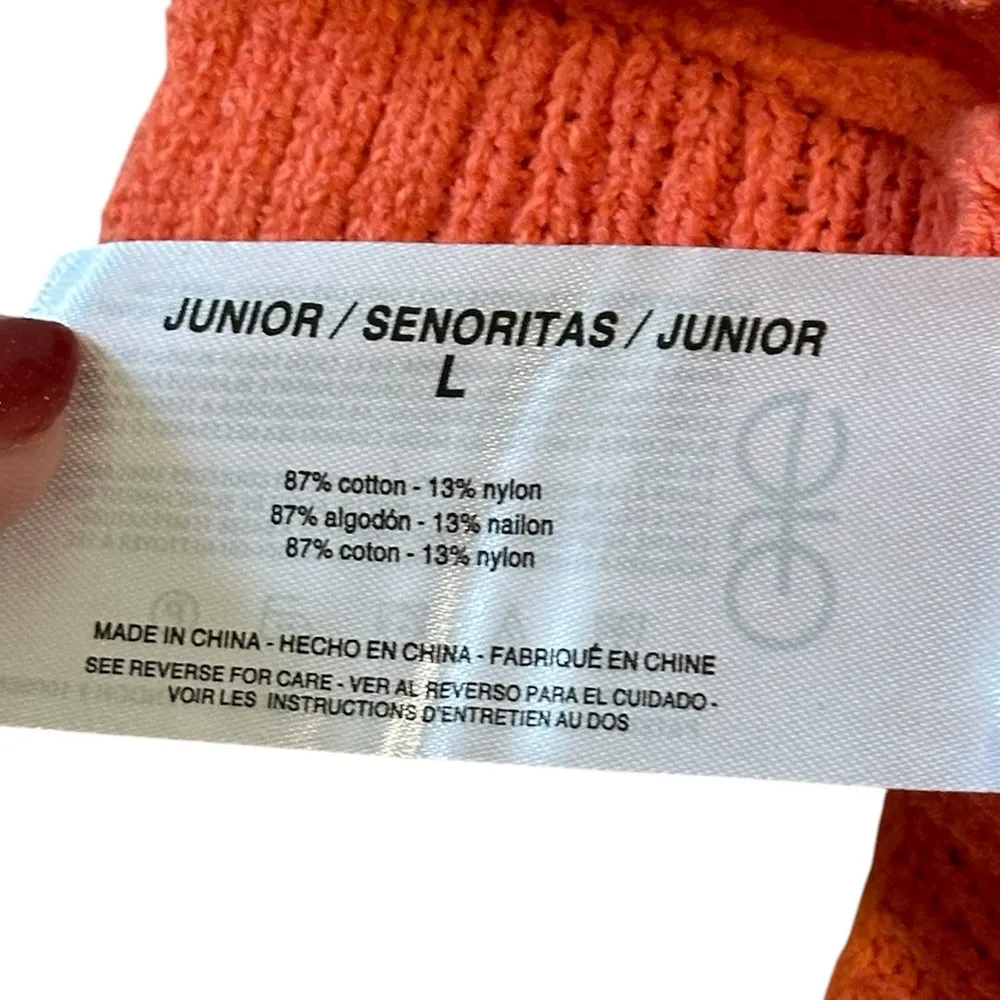 JUNIOR / SENORITAS / JUNIOR
L
87% cotton - 13% nylon
87% algodón - 13% nailon
87% coton - 13% nylon
MADE IN CHINA - HECHO EN CHINA - FABRIQUÉ EN CHINE
SEE REVERSE FOR CARE - VER AL REVERSO PARA EL CUIDADO -
VOIR LES INSTRUCTIONS D'ENTRETIEN AU DOS